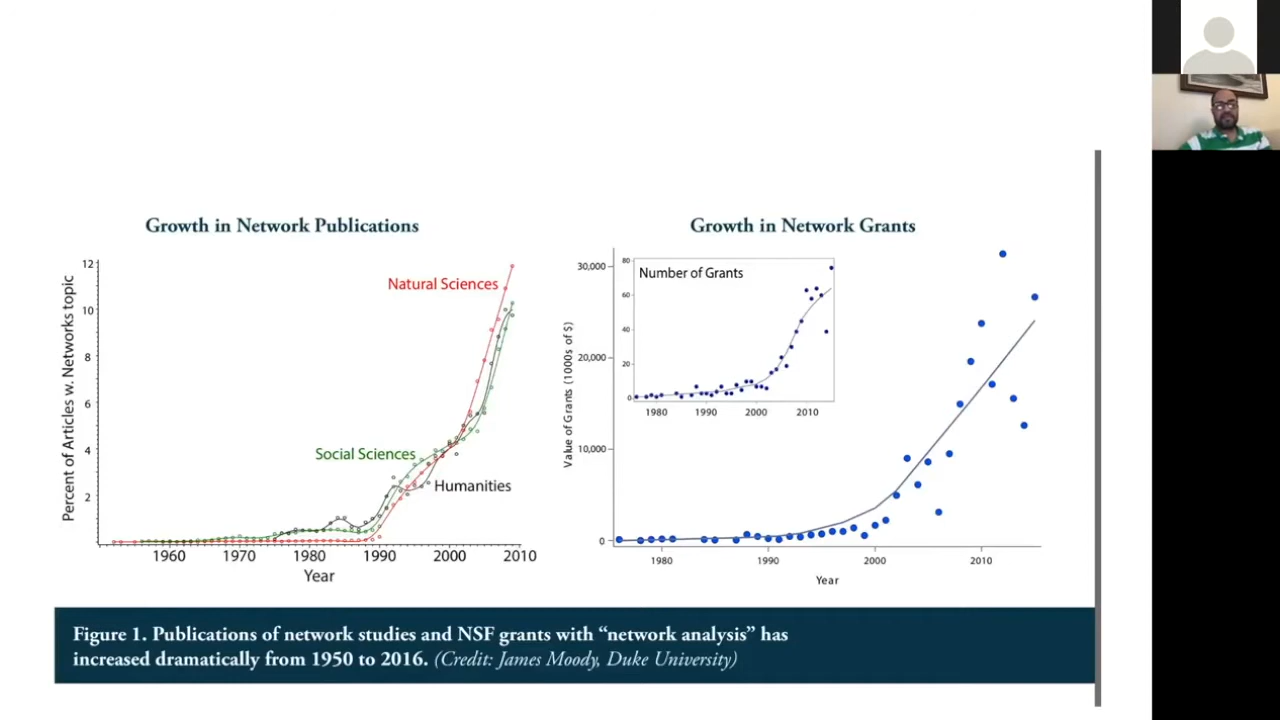 Growth in Network Publications
Percent of Articles w. Networks topic
12
10
8
6
4
2
Natural Sciences
Social Sciences
Humanities
1960 1970 1980 1990 2000 2010
Year
Growth in Network Grants
Value of Grants (1000s of $)
30,000
20,000
10,000
0
Number of Grants
80
60
40
20
0
1980 1990 2000 2010
1980 1990 2000 2010
Year
Figure 1. Publications of network studies and NSF grants with “network analysis” has
increased dramatically from 1950 to 2016. (Credit: James Moody, Duke University)